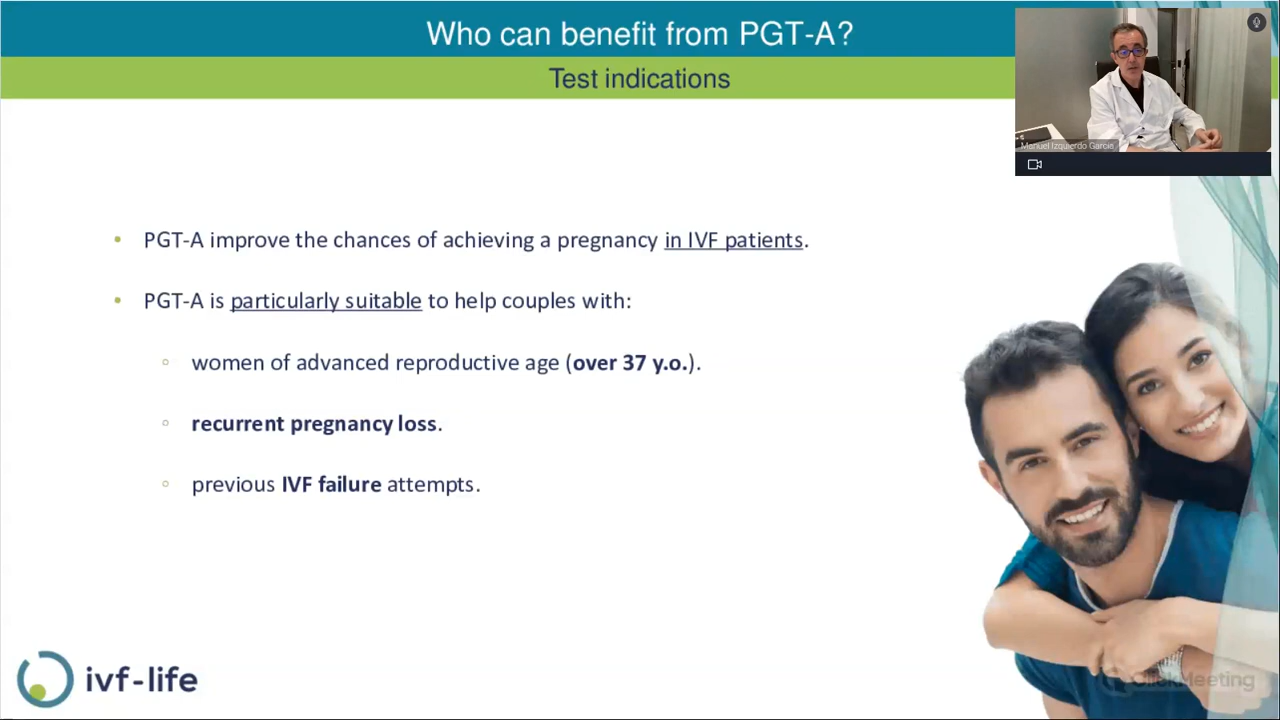 Who can benefit from PGT-A?
Test indications
Manuel Izquierdo Garcia
• PGT-A improve the chances of achieving a pregnancy in IVF patients.
• PGT-A is particularly suitable to help couples with:
◦ women of advanced reproductive age (over 37 y.o.).
◦ recurrent pregnancy loss.
◦ previous IVF failure attempts.
ivf-life
ClickMeeting